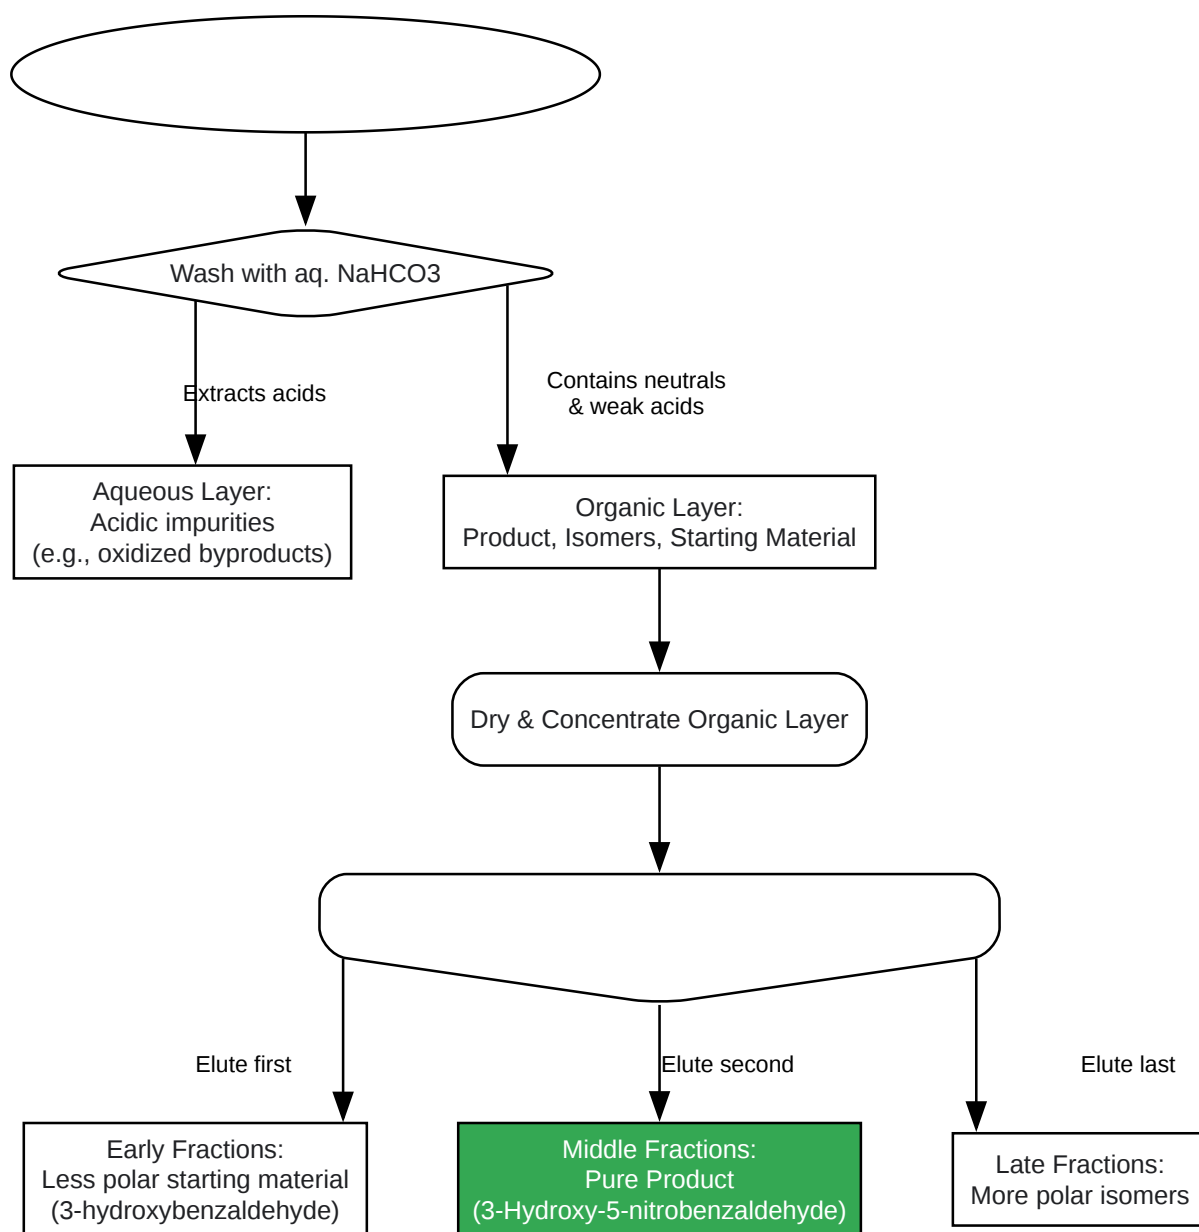 Wash with aq. NaHCO3
Extracts acids
Contains neutrals
& weak acids
Aqueous Layer:
Acidic impurities
(e.g., oxidized byproducts)
Organic Layer:
Product, Isomers, Starting Material
Dry & Concentrate Organic Layer
Elute first
Elute second
Elute last
Early Fractions:
Less polar starting material
(3-hydroxybenzaldehyde)
Middle Fractions:
Pure Product
(3-Hydroxy-5-nitrobenzaldehyde)
Late Fractions:
More polar isomers